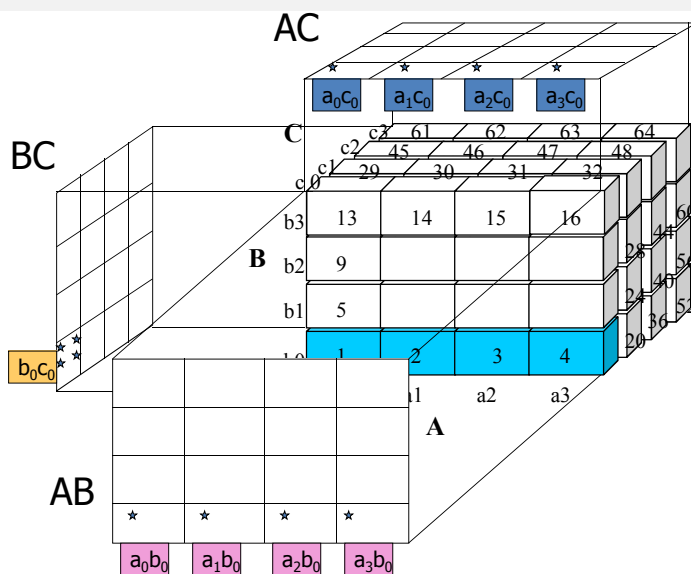 AC
a₀c₀ a₁c₀ a₂c₀ a₃c₀
C c3 61 62 63 64
BC
c2 45 46 47 48
c1 29 30 31 32
c 0
b3 13 14 15 16 60
44
B b2 9 28 56
40
b1 5 24 52
36
1 2 3 4 20
b₀c₀
a1 a2 a3
A
AB
a₀b₀ a₁b₀ a₂b₀ a₃b₀